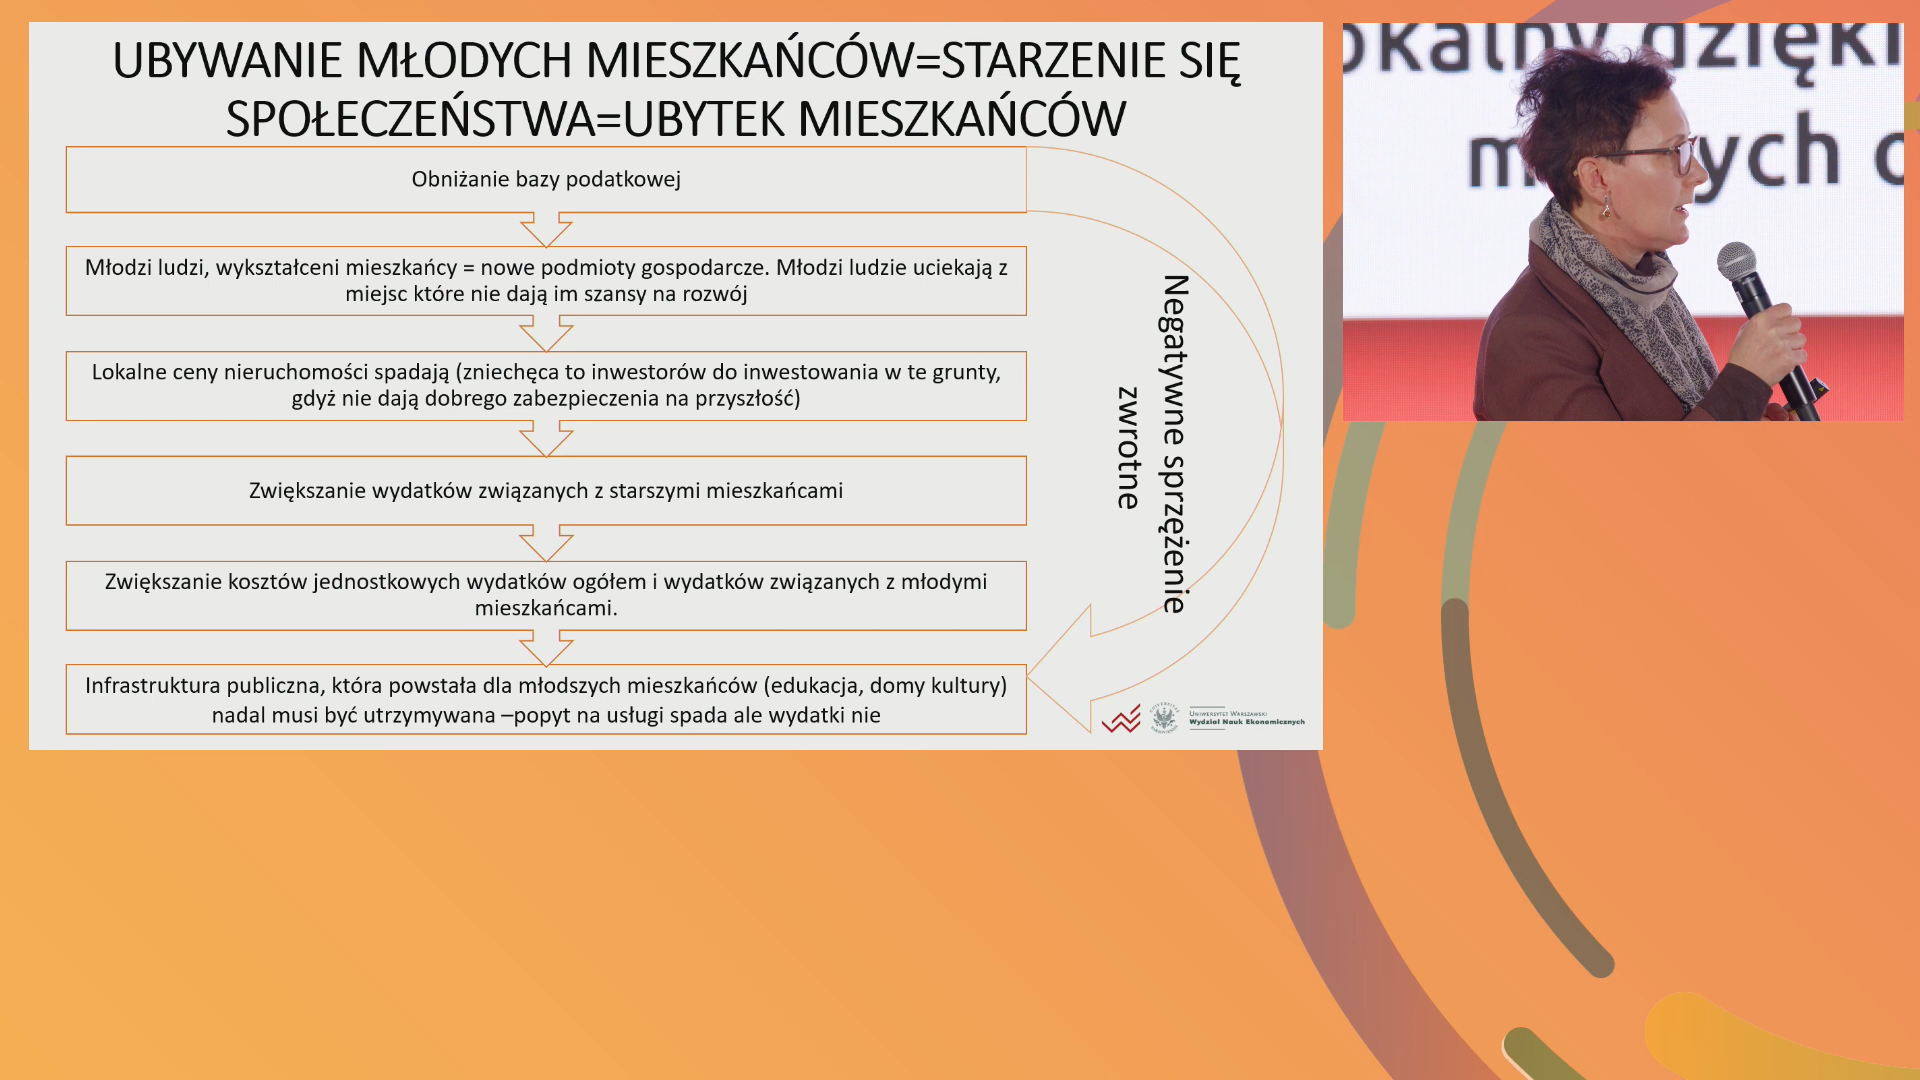 UBYWANIE MŁODYCH MIESZKAŃCÓW=STARZENIE SIĘ
SPOŁECZEŃSTWA=UBYTEK MIESZKAŃCÓW
Obniżanie bazy podatkowej
Młodzi ludzi, wykształceni mieszkańcy = nowe podmioty gospodarcze. Młodzi ludzie uciekają z
miejsc które nie dają im szansy na rozwój
Lokalne ceny nieruchomości spadają (zniechęca to inwestorów do inwestowania w te grunty,
gdyż nie dają dobrego zabezpieczenia na przyszłość)
Zwiększanie wydatków związanych z starszymi mieszkańcami
Zwiększanie kosztów jednostkowych wydatków ogółem i wydatków związanych z młodymi
mieszkańcami.
Infrastruktura publiczna, która powstała dla młodszych mieszkańców (edukacja, domy kultury)
nadal musi być utrzymywana –popyt na usługi spada ale wydatki nie
Negatywne sprzężenie
zwrotne
Uniwersytet Warszawski
Wydział Nauk Ekonomicznych
okalny dzięki